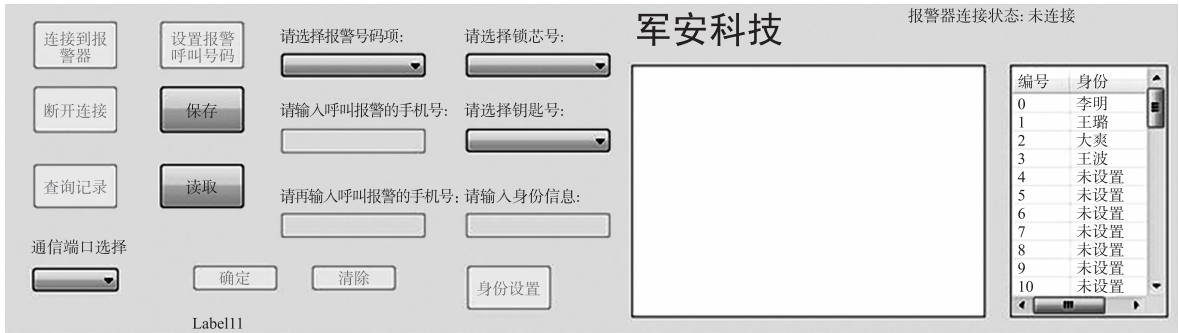 报警器连接状态: 未连接
军安科技
连接到报
警器
设置报警
呼叫号码
请选择报警号码项:
请选择锁芯号:
断开连接
保存
请输入呼叫报警的手机号:
请选择钥匙号:
查询记录
读取
请再输入呼叫报警的手机号:
请输入身份信息:
通信端口选择
确定
清除
身份设置
Label11
编号 身份
0 李明
1 王璐
2 大爽
3 王波
4 未设置
5 未设置
6 未设置
7 未设置
8 未设置
9 未设置
10 未设置